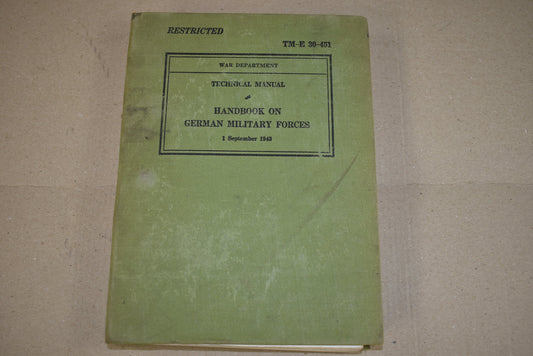 RESTRICTED
TM-E 30-451
WAR DEPARTMENT
TECHNICAL MANUAL
HANDBOOK ON
GERMAN MILITARY FORCES
1 September 1943